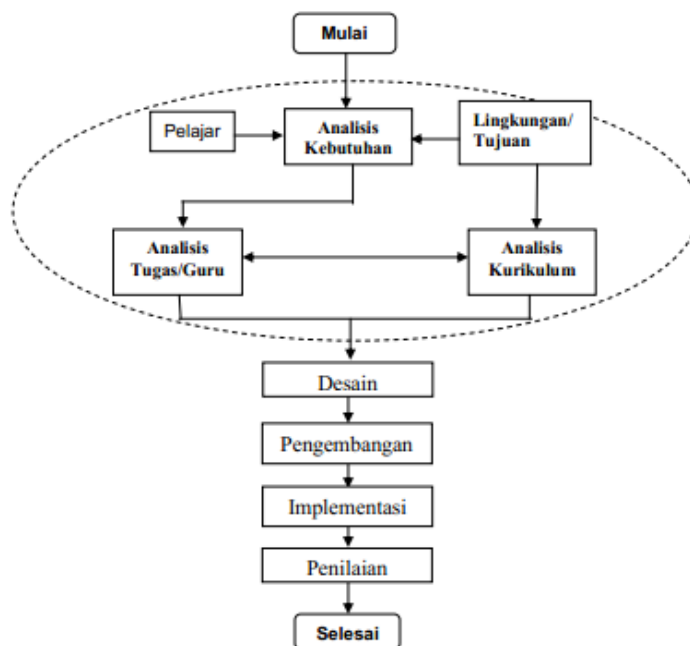 Mulai
Pelajar
Analisis
Kebutuhan
Lingkungan/
Tujuan
Analisis
Tugas/Guru
Analisis
Kurikulum
Desain
Pengembangan
Implementasi
Penilaian
Selesai